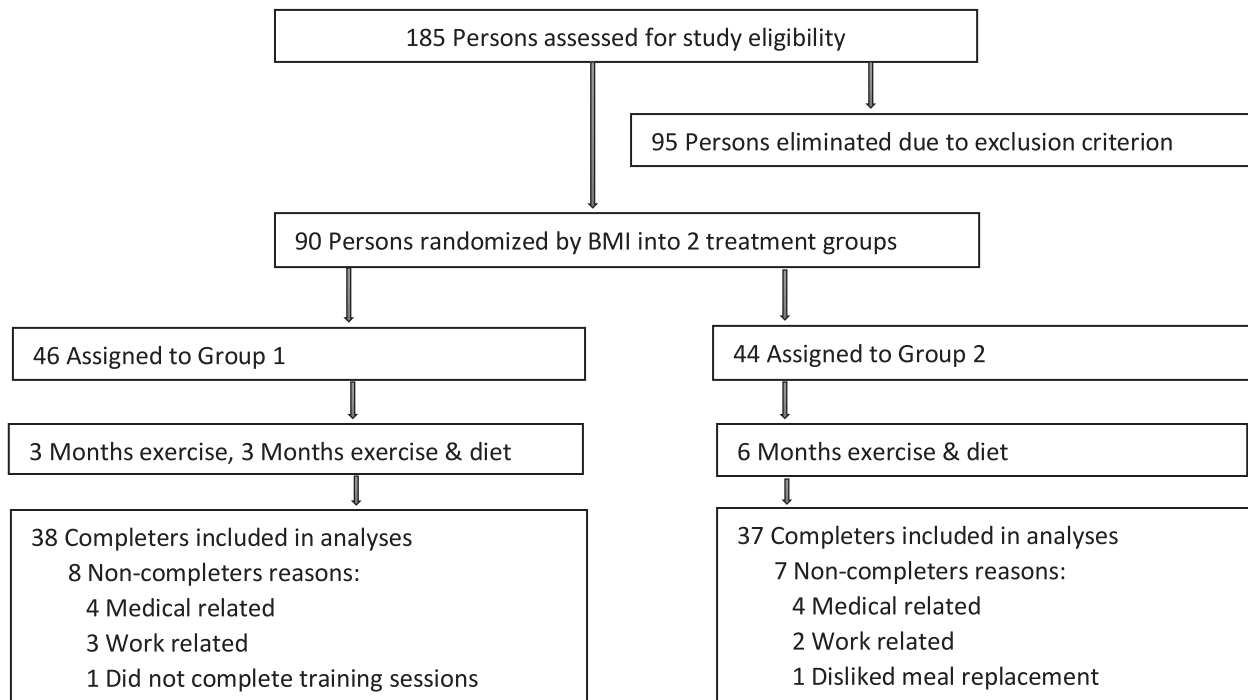 185 Persons assessed for study eligibility
95 Persons eliminated due to exclusion criterion
90 Persons randomized by BMI into 2 treatment groups
46 Assigned to Group 1
44 Assigned to Group 2
3 Months exercise, 3 Months exercise & diet
6 Months exercise & diet
38 Completers included in analyses
8 Non-completers reasons:
4 Medical related
3 Work related
1 Did not complete training sessions
37 Completers included in analyses
7 Non-completers reasons:
4 Medical related
2 Work related
1 Disliked meal replacement